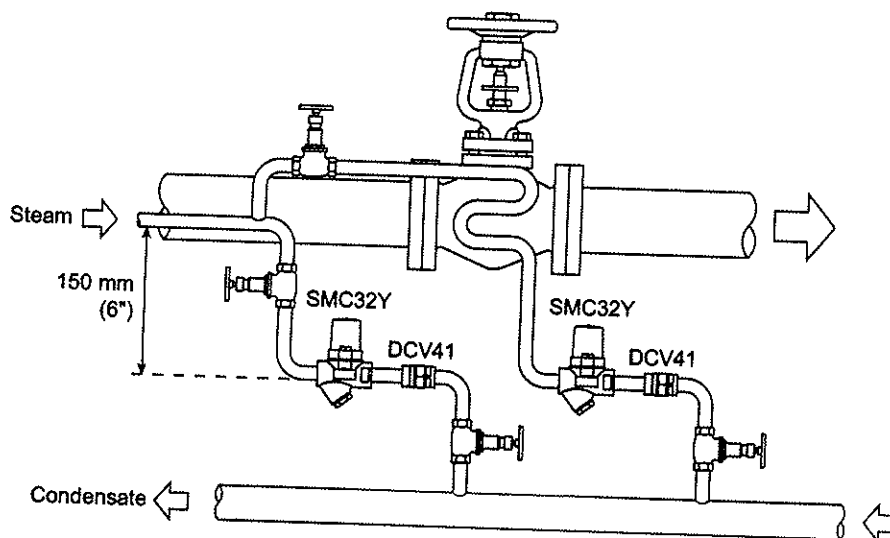 Steam
150 mm
(6")
SMC32Y
DCV41
SMC32Y
DCV41
Condensate